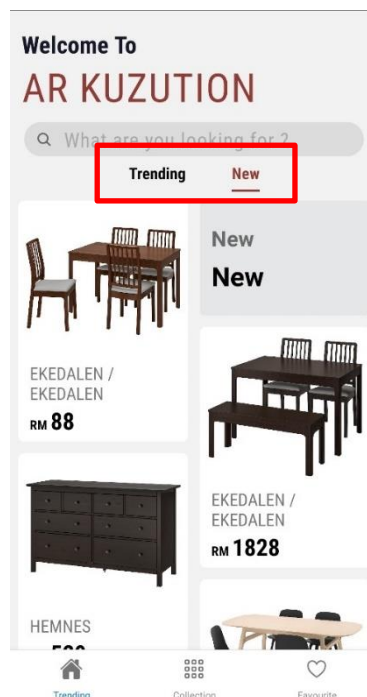 Welcome To
AR KUZUTION
What are you looking for ?
Trending New
New
New
EKEDALEN /
EKEDALEN
RM 88
EKEDALEN /
EKEDALEN
RM 1828
HEMNES
Trending Collection Favourite